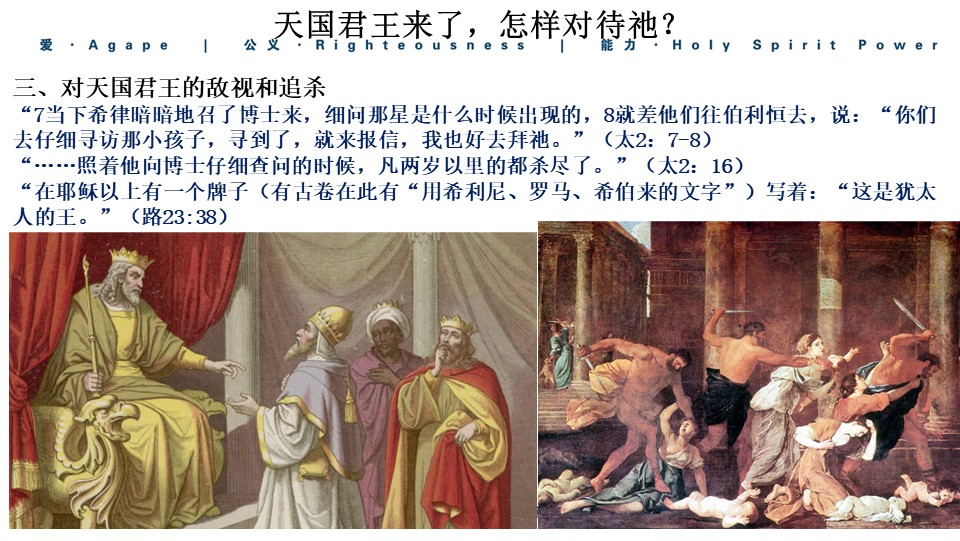 天国君王来了，怎样对待祂？
爱 · Agape | 公义 · Righteousness | 能力 · Holy Spirit Power
三、对天国君王的敌视和追杀
“7当下希律暗暗地召了博士来，细问那星是什么时候出现的，8就差他们往伯利恒去，说：“你们
去仔细寻访那小孩子，寻到了，就来报信，我也好去拜祂。”（太2：7-8）
“……照着他向博士仔细查问的时候，凡两岁以里的都杀尽了。”（太2：16）
“在耶稣以上有一个牌子（有古卷在此有“用希利尼、罗马、希伯来的文字”）写着：“这是犹太
人的王。”（路23:38）